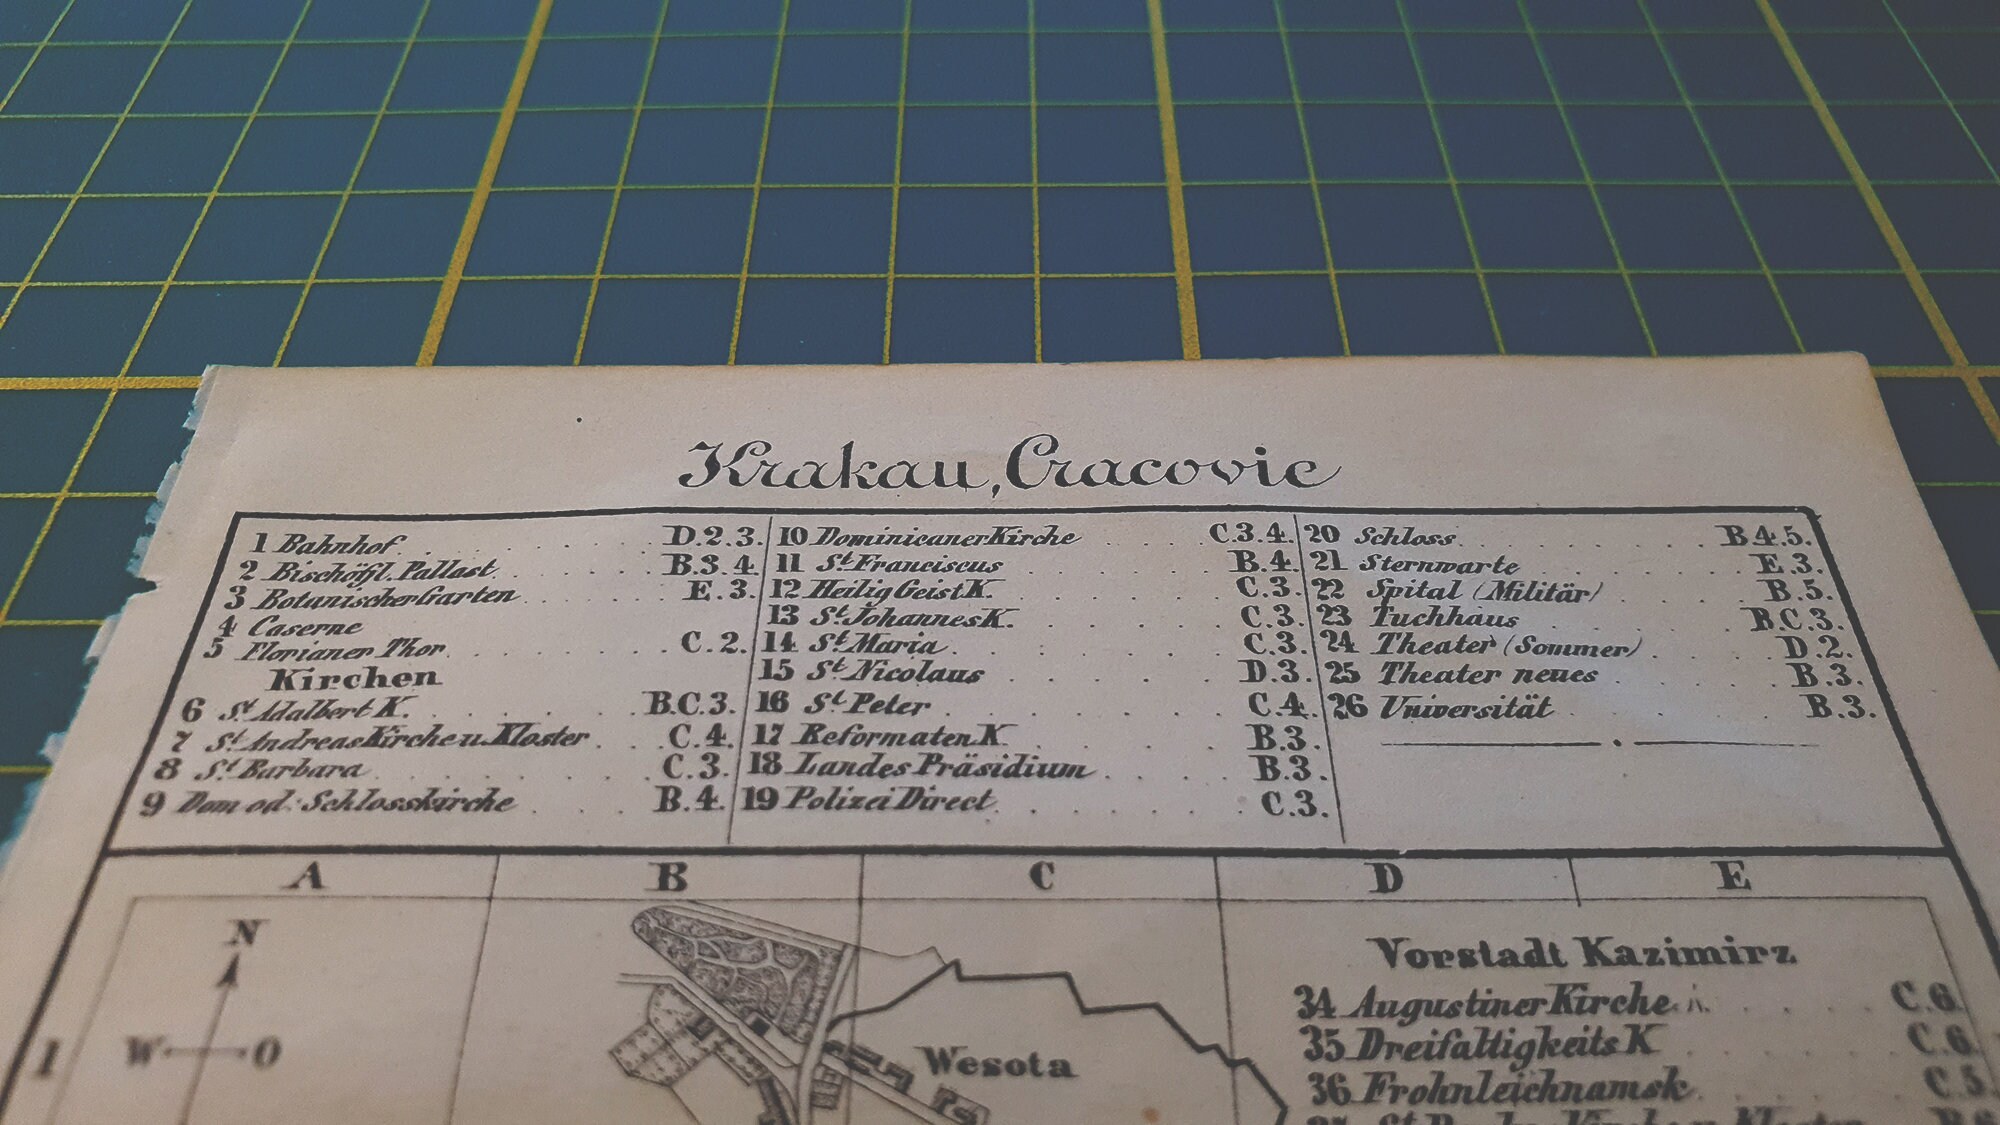 Krakau, Cracovie
1 Bahnhof. D.2.3.
2 Bischöfl. Pallast. B.3.4.
3 Botanischer Garten E.3.
4 Caserne
5 Florianer Thor C.2.
Kirchen
6 St Adalbert K. B.C.3.
7 St Andreas Kirche u. Kloster C.4.
8 St Barbara C.3.
9 Dom od: Schlosskirche B.4.
10 Dominicaner Kirche C.3.4.
11 St Franciscus B.4.
12 Heilig Geist K. C.3.
13 St Johannes K. C.3.
14 St Maria C.3.
15 St Nicolaus D.3.
16 St Peter C.4.
17 Reformaten K. B.3.
18 Landes Präsidium B.3.
19 Polizei Direct. C.3.
20 Schloss. B.4.5.
21 Sternwarte E.3.
22 Spital (Militär) B.5.
23 Tuchhaus B.C.3.
24 Theater (Sommer) D.2.
25 Theater neues B.3.
26 Universität B.3.
A B C D E
N
W O
1
Wesota
Vorstadt Kazimirz
34 Augustiner Kirche C.6.
35 Dreifaltigkeits K C.6.
36 Frohnleichnamsk. C.5.